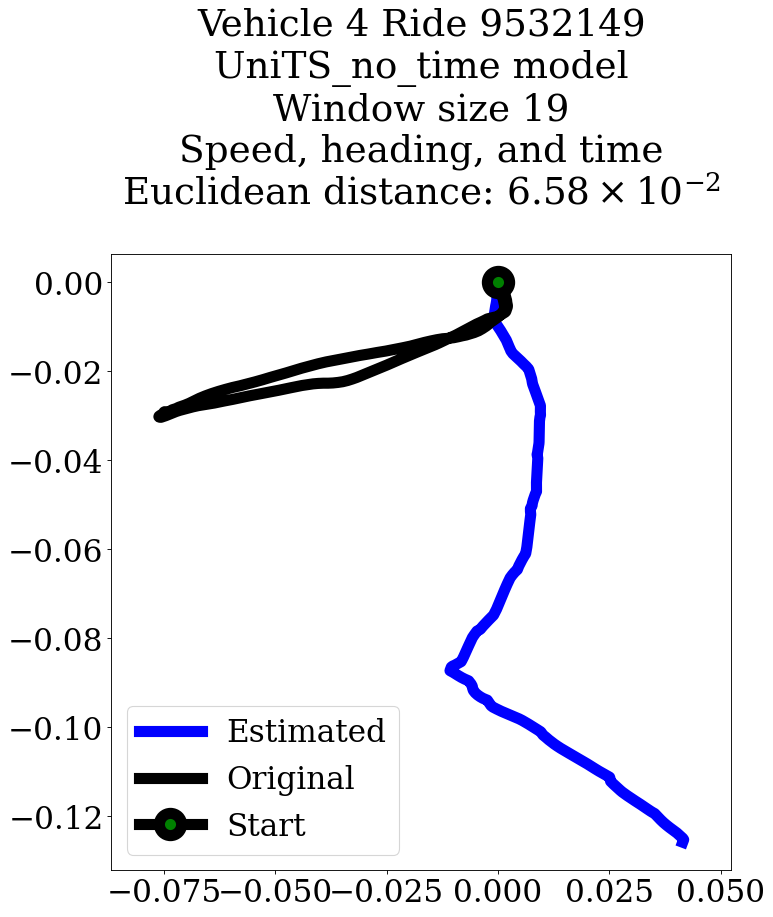 Vehicle 4 Ride 9532149
UniTS_no_time model
Window size 19
Speed, heading, and time
Euclidean distance: 6.58 × 10⁻²
0.00
−0.02
−0.04
−0.06
−0.08
−0.10
−0.12
Estimated
Original
Start
−0.075 −0.050 −0.025 0.000 0.025 0.050